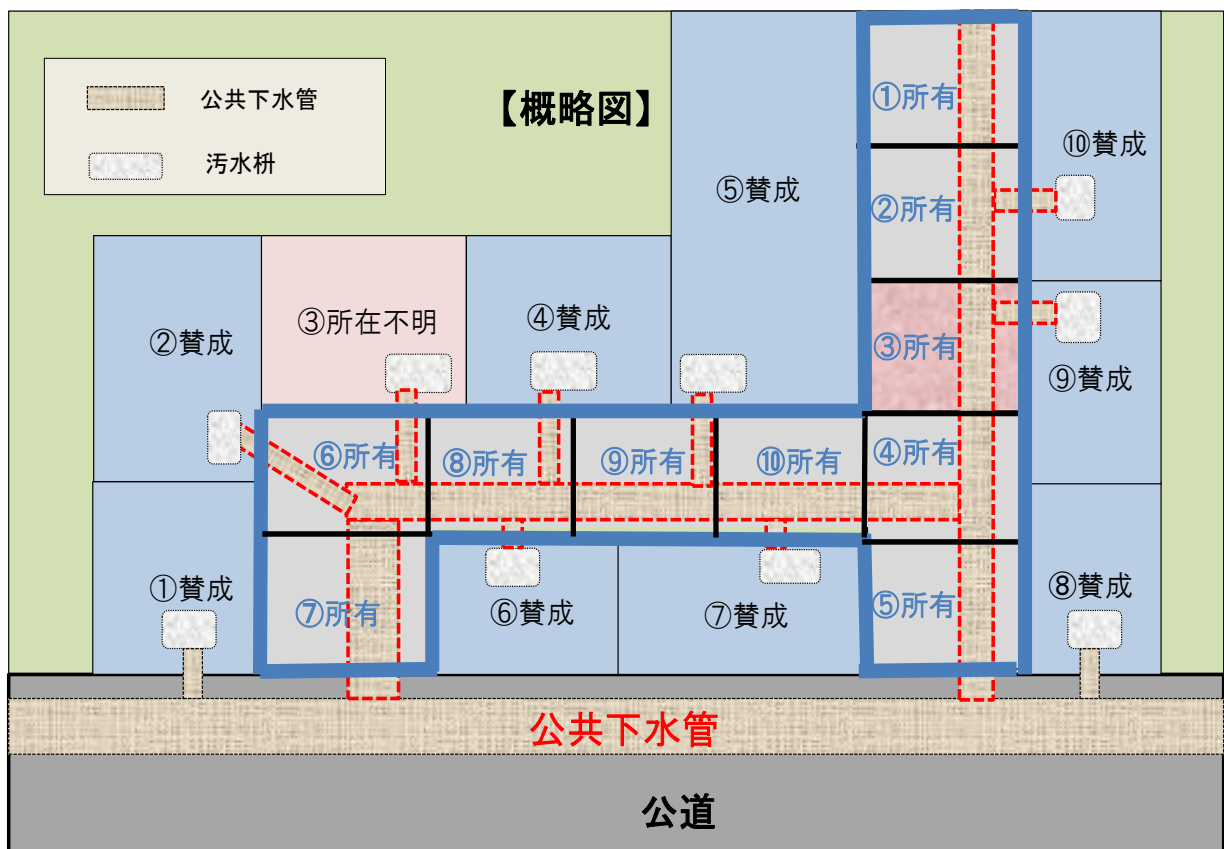 公共下水管
汚水枡
【概略図】
①所有
⑩賛成
⑤賛成
②所有
③所在不明
④賛成
②賛成
③所有
⑨賛成
⑥所有
⑧所有
⑨所有
⑩所有
④所有
①賛成
⑦所有
⑥賛成
⑦賛成
⑤所有
⑧賛成
公共下水管
公道